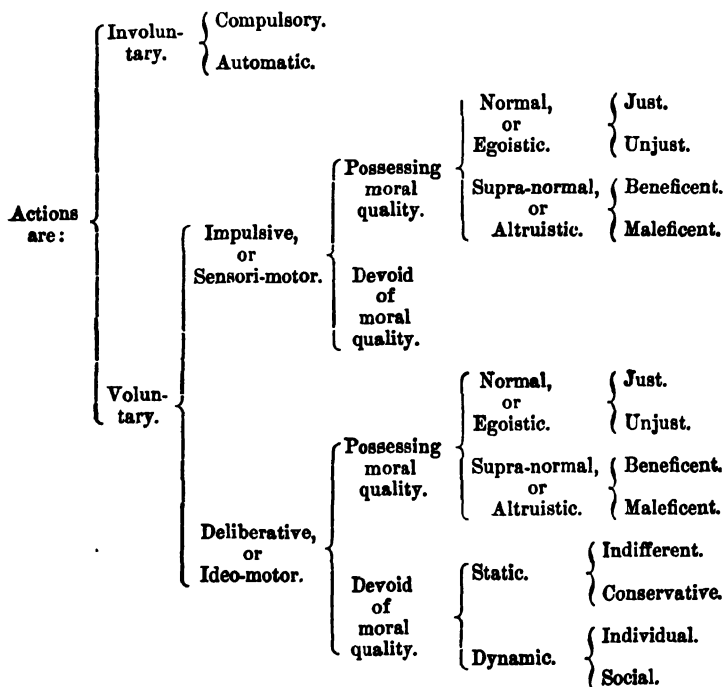 Actions
are:
Involun-
tary.
Compulsory.
Automatic.
Voluntary.
Impulsive,
or
Sensori-motor.
Possessing
moral
quality.
Normal,
or
Egoistic.
Just.
Unjust.
Supra-normal,
or
Altruistic.
Beneficent.
Maleficent.
Devoid
of
moral
quality.
Deliberative,
or
Ideo-motor.
Possessing
moral
quality.
Normal,
or
Egoistic.
Just.
Unjust.
Supra-normal,
or
Altruistic.
Beneficent.
Maleficent.
Devoid
of
moral
quality.
Static.
Indifferent.
Conservative.
Dynamic.
Individual.
Social.